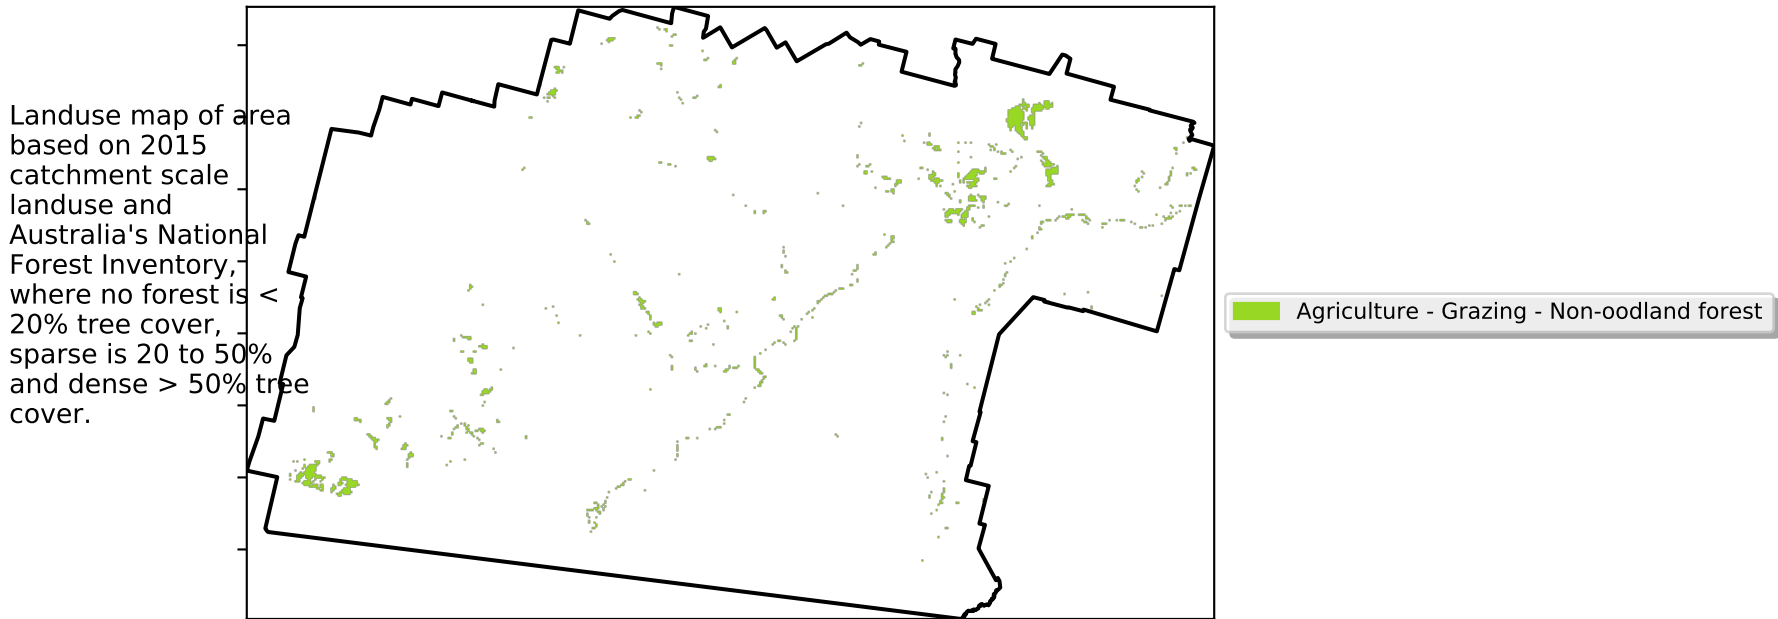 Landuse map of area
based on 2015
catchment scale
landuse and
Australia's National
Forest Inventory,
where no forest is <
20% tree cover,
sparse is 20 to 50%
and dense > 50% tree
cover.
Agriculture - Grazing - Non-oodland forest